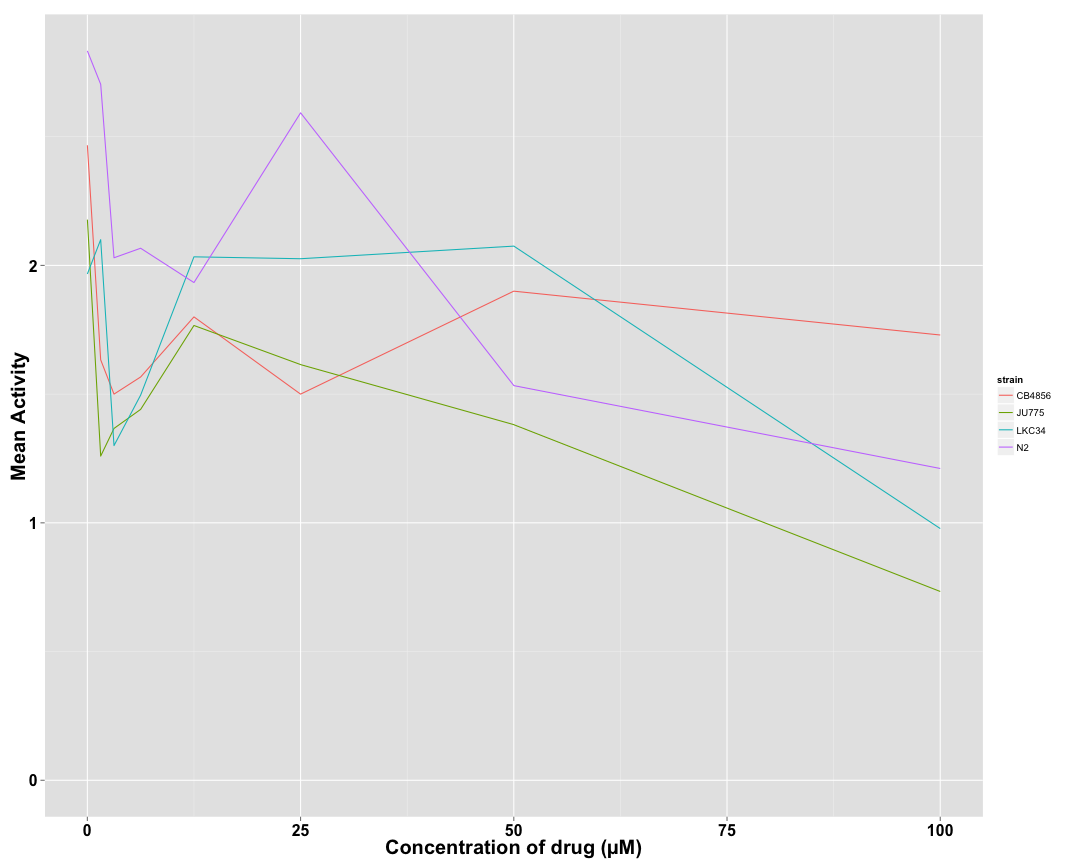 2
1
0
Mean Activity
0 25 50 75 100
Concentration of drug (µM)
strain
CB4856
JU775
LKC34
N2